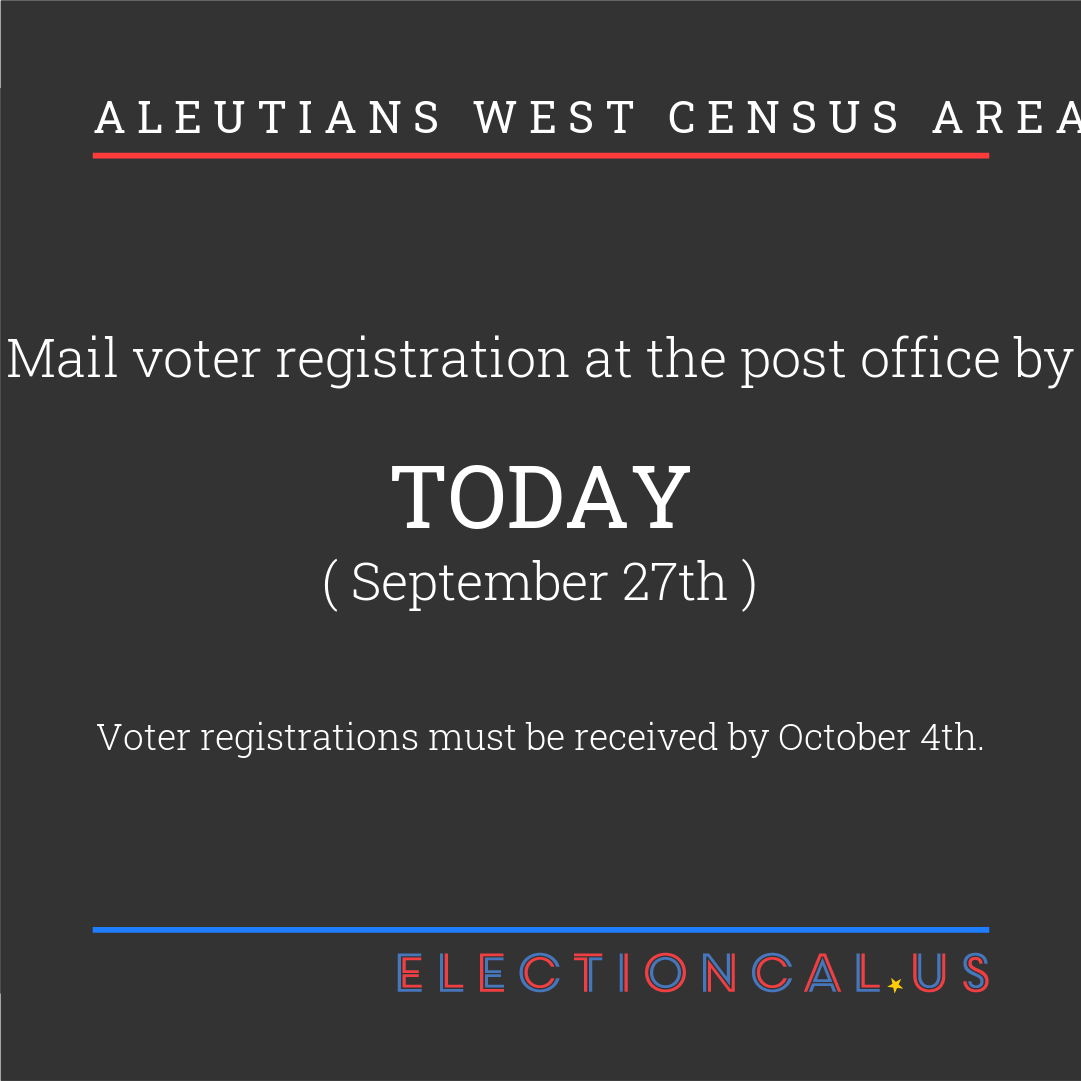 ALEUTIANS WEST CENSUS AREA
Mail voter registration at the post office by
TODAY
( September 27th )
Voter registrations must be received by October 4th.
ELECTIONCAL.US